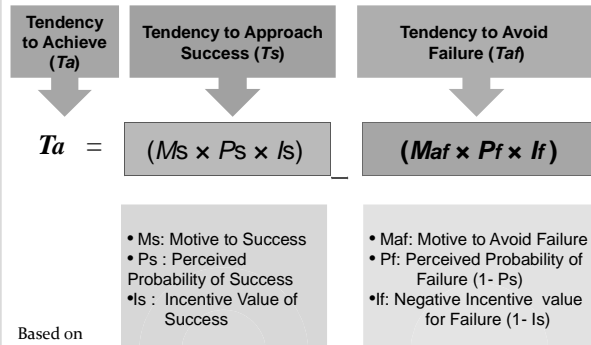 Tendency
to Achieve
(Ta)
Tendency to Approach
Success (Ts)
Tendency to Avoid
Failure (Taf)
Ta = (Ms × Ps × Is) _ (Maf × Pf × If )
• Ms: Motive to Success
• Ps : Perceived
Probability of Success
•Is : Incentive Value of
Success
• Maf: Motive to Avoid Failure
• Pf: Perceived Probability of
Failure (1- Ps)
•If: Negative Incentive value
for Failure (1- Is)
Based on